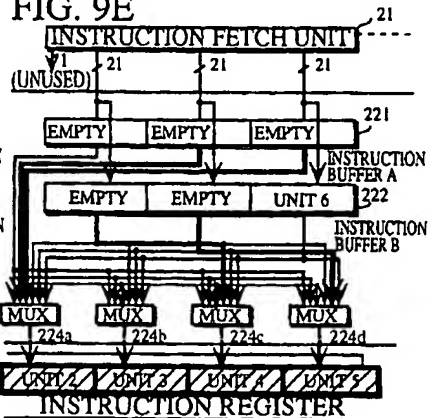 FIG. 9E
21
INSTRUCTION FETCH UNIT
1 21 21 21
(UNUSED)
221
EMPTY EMPTY EMPTY
INSTRUCTION
BUFFER A
222
EMPTY EMPTY UNIT 6
INSTRUCTION
BUFFER B
MUX MUX MUX MUX
224a 224b 224c 224d
UNIT 2 UNIT 3 UNIT 4 UNIT 5
INSTRUCTION REGISTER